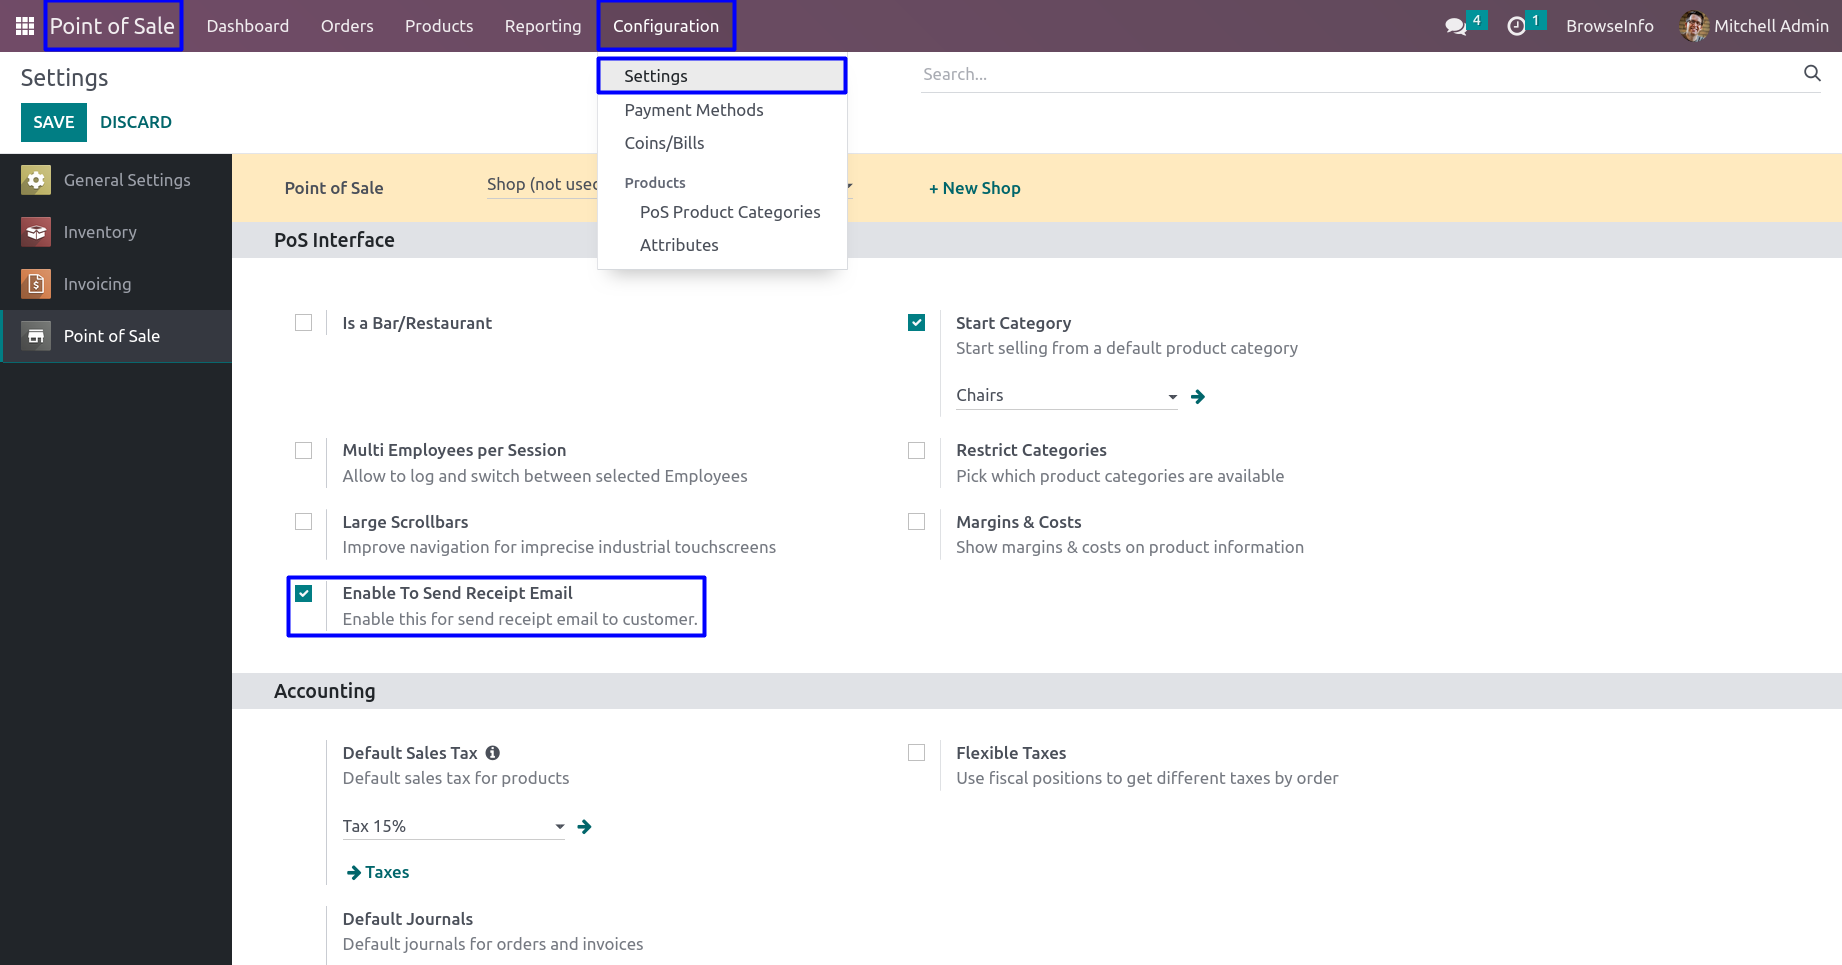 Point of Sale Dashboard Orders Products Reporting Configuration 4 1 BrowseInfo Mitchell Admin
Settings
Search...
SAVE DISCARD
Settings
Payment Methods
Coins/Bills
Products
PoS Product Categories
Attributes
General Settings
Inventory
Invoicing
Point of Sale
Point of Sale Shop (not used + New Shop
PoS Interface
Is a Bar/Restaurant
Start Category
Start selling from a default product category
Chairs
Multi Employees per Session
Allow to log and switch between selected Employees
Restrict Categories
Pick which product categories are available
Large Scrollbars
Improve navigation for imprecise industrial touchscreens
Margins & Costs
Show margins & costs on product information
Enable To Send Receipt Email
Enable this for send receipt email to customer.
Accounting
Default Sales Tax
Default sales tax for products
Tax 15%
Taxes
Flexible Taxes
Use fiscal positions to get different taxes by order
Default Journals
Default journals for orders and invoices